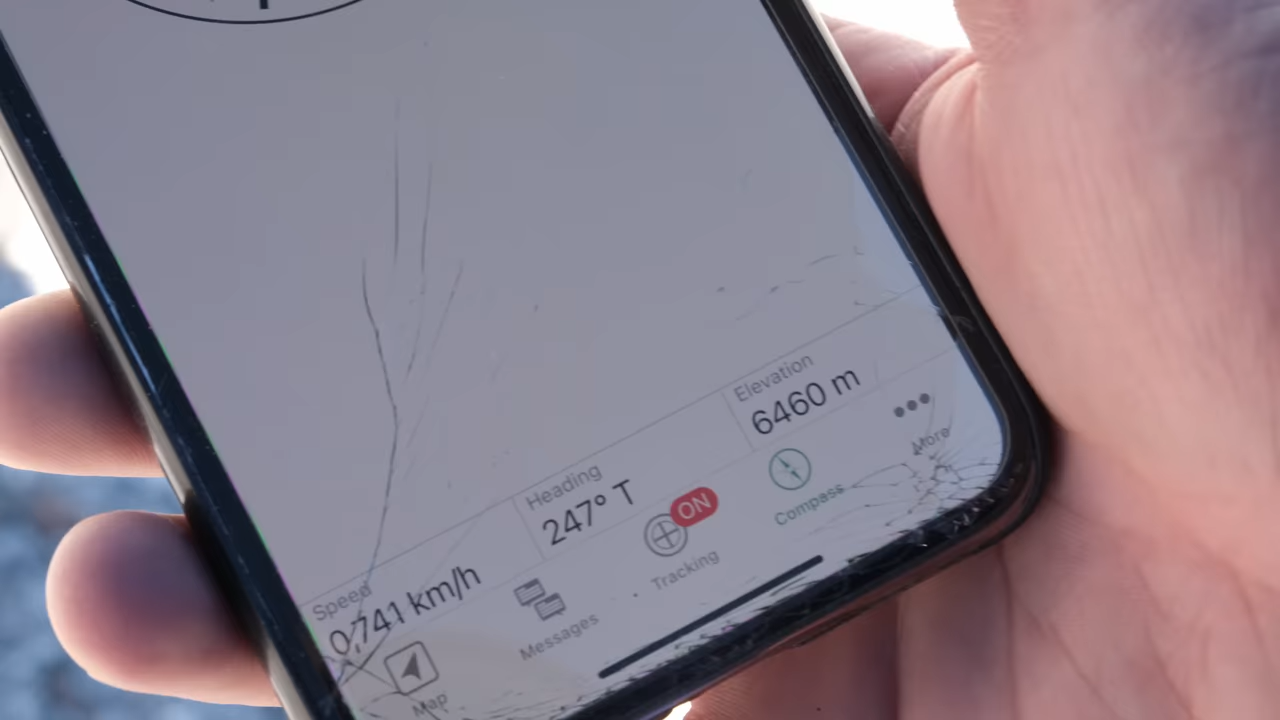 Speed
0,741 km/h
Heading
247° T
Elevation
6460 m
Map
Messages
ON
Tracking
Compass
More